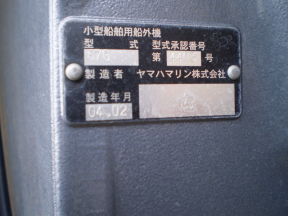 小型船舶用船外機
型式 型式承認番号
第 号
製造者 ヤマハマリン株式会社
製造年月
04.02